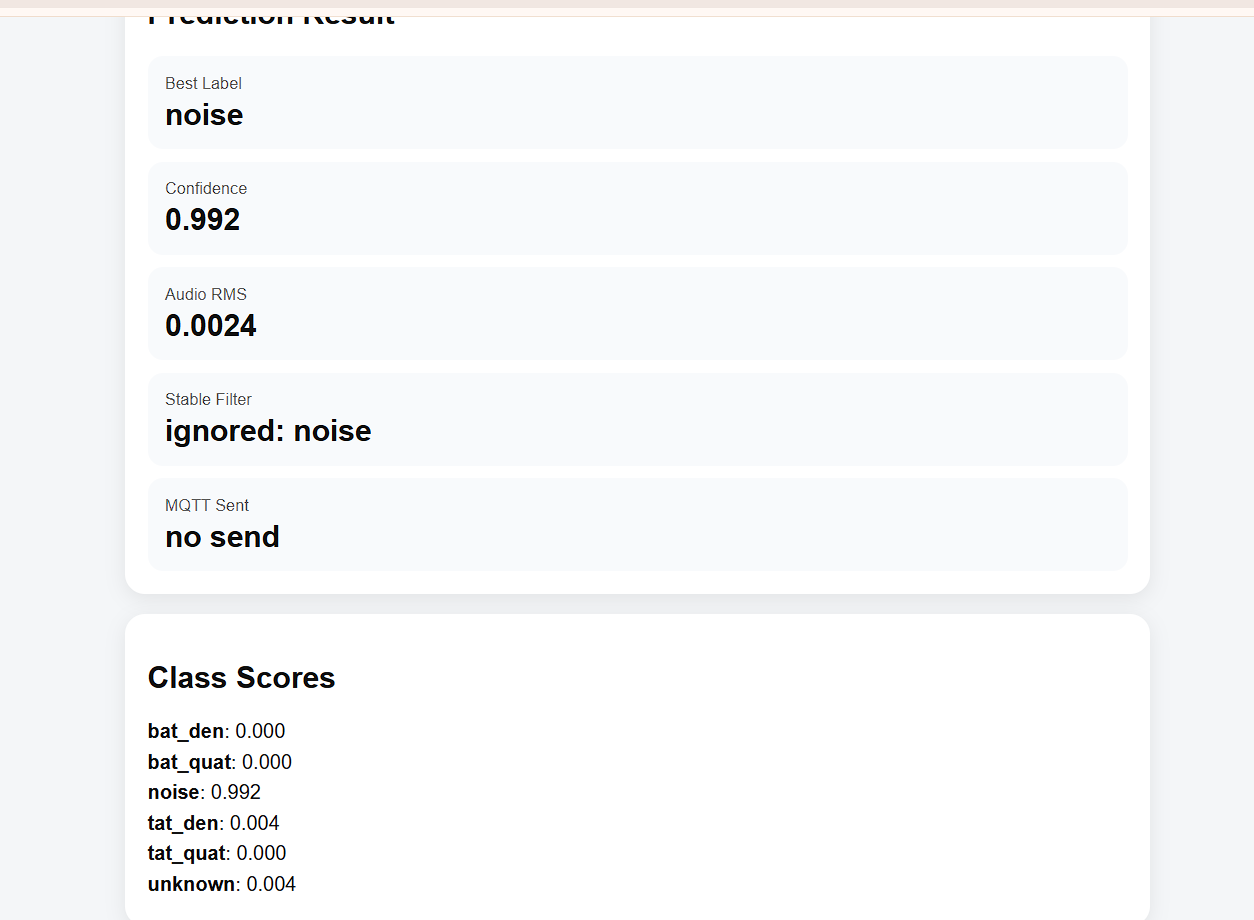 Prediction Result
Best Label
noise
Confidence
0.992
Audio RMS
0.0024
Stable Filter
ignored: noise
MQTT Sent
no send
Class Scores
bat_den: 0.000
bat_quat: 0.000
noise: 0.992
tat_den: 0.004
tat_quat: 0.000
unknown: 0.004